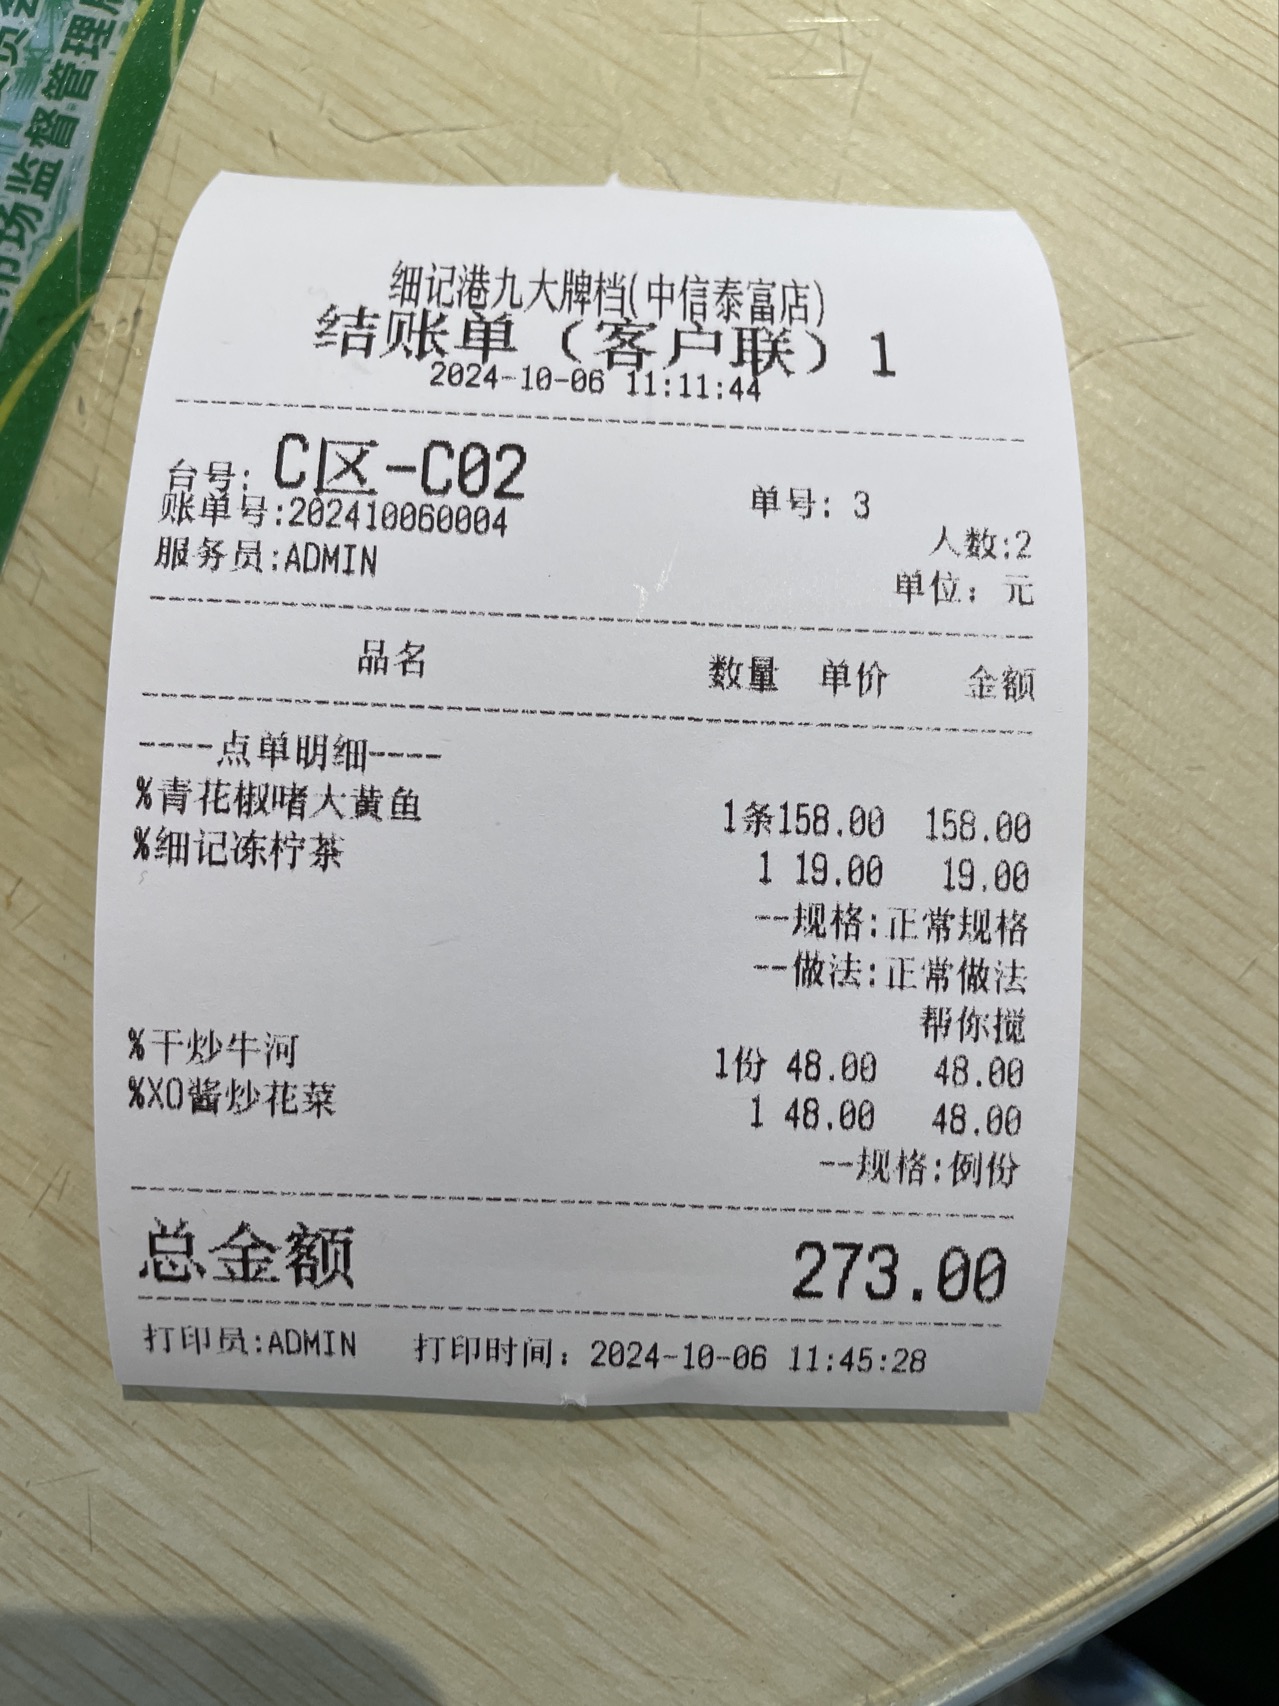 市场监督管理
细记港九大牌档(中信泰富店)
结账单（客户联）1
2024-10-06 11:11:44
台号: C区-C02 单号: 3
账单号:202410060004 人数:2
服务员:ADMIN 单位: 元
品名 数量 单价 金额
----点单明细----
%青花椒啫大黄鱼 1条158.00 158.00
%细记冻柠茶 1 19.00 19.00
--规格:正常规格
--做法:正常做法
帮你搅
%干炒牛河 1份 48.00 48.00
%XO酱炒花菜 1 48.00 48.00
--规格:例份
总金额 273.00
打印员:ADMIN 打印时间: 2024-10-06 11:45:28